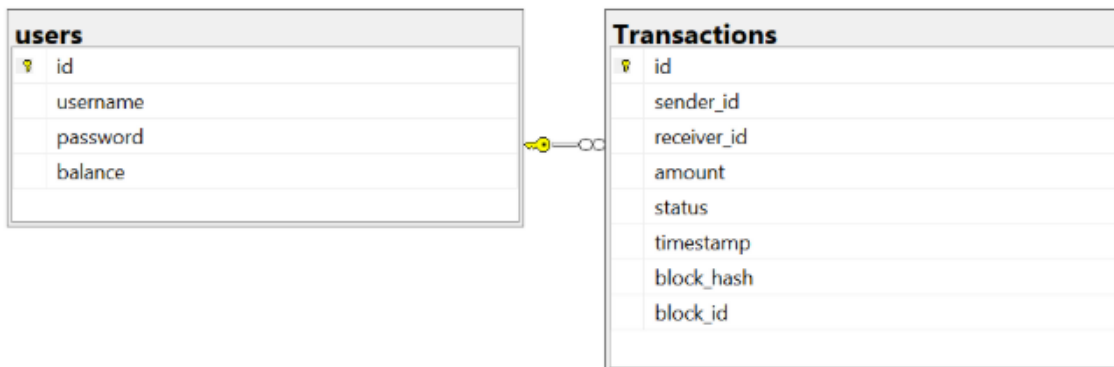 users
id
username
password
balance
Transactions
id
sender_id
receiver_id
amount
status
timestamp
block_hash
block_id